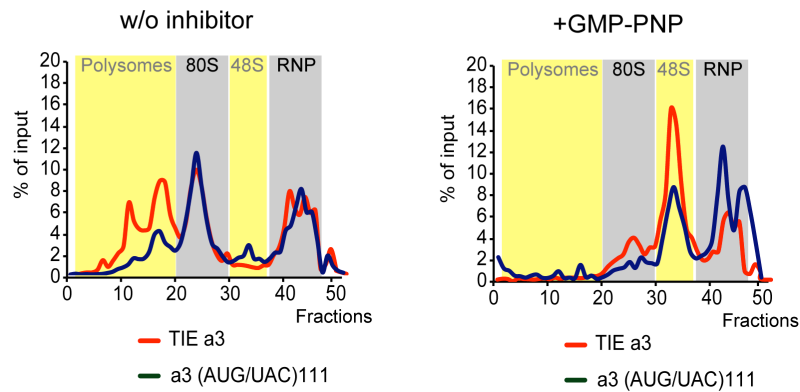 w/o inhibitor
Polysomes 80S 48S RNP
20
18
16
14
12
10
8
6
4
2
0
% of input
0 10 20 30 40 50
Fractions
TIE a3
a3 (AUG/UAC)111
+GMP-PNP
Polysomes 80S 48S RNP
20
18
16
14
12
10
8
6
4
2
0
% of input
0 10 20 30 40 50
Fractions
TIE a3
a3 (AUG/UAC)111